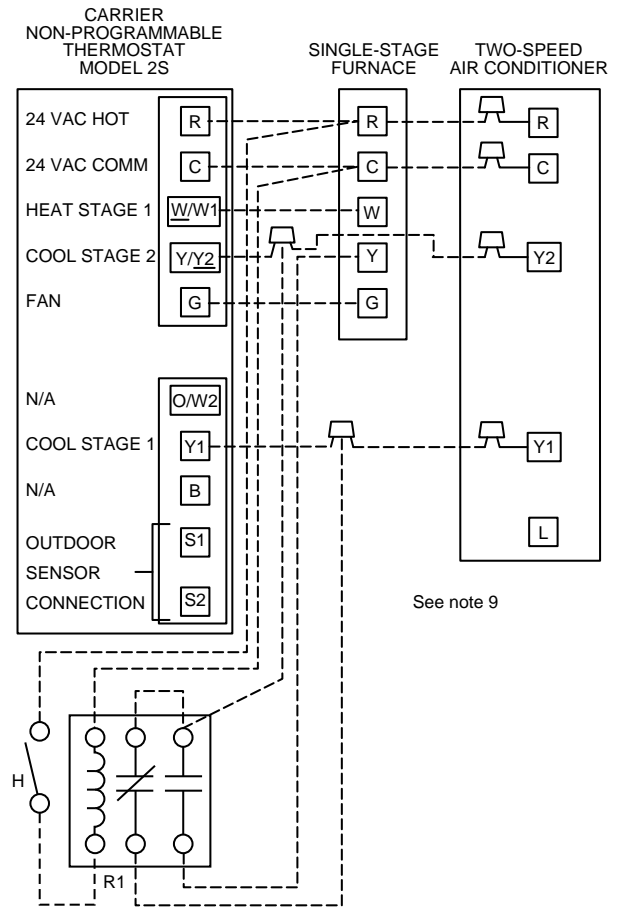 CARRIER
NON-PROGRAMMABLE
THERMOSTAT
MODEL 2S
SINGLE-STAGE
FURNACE
TWO-SPEED
AIR CONDITIONER
24 VAC HOT R R R
24 VAC COMM C C C
HEAT STAGE 1 W/W1 W
COOL STAGE 2 Y/Y2 Y Y2
FAN G G
N/A O/W2
COOL STAGE 1 Y1 Y1
N/A B
OUTDOOR
SENSOR
CONNECTION
S1
S2
L
See note 9
H
R1